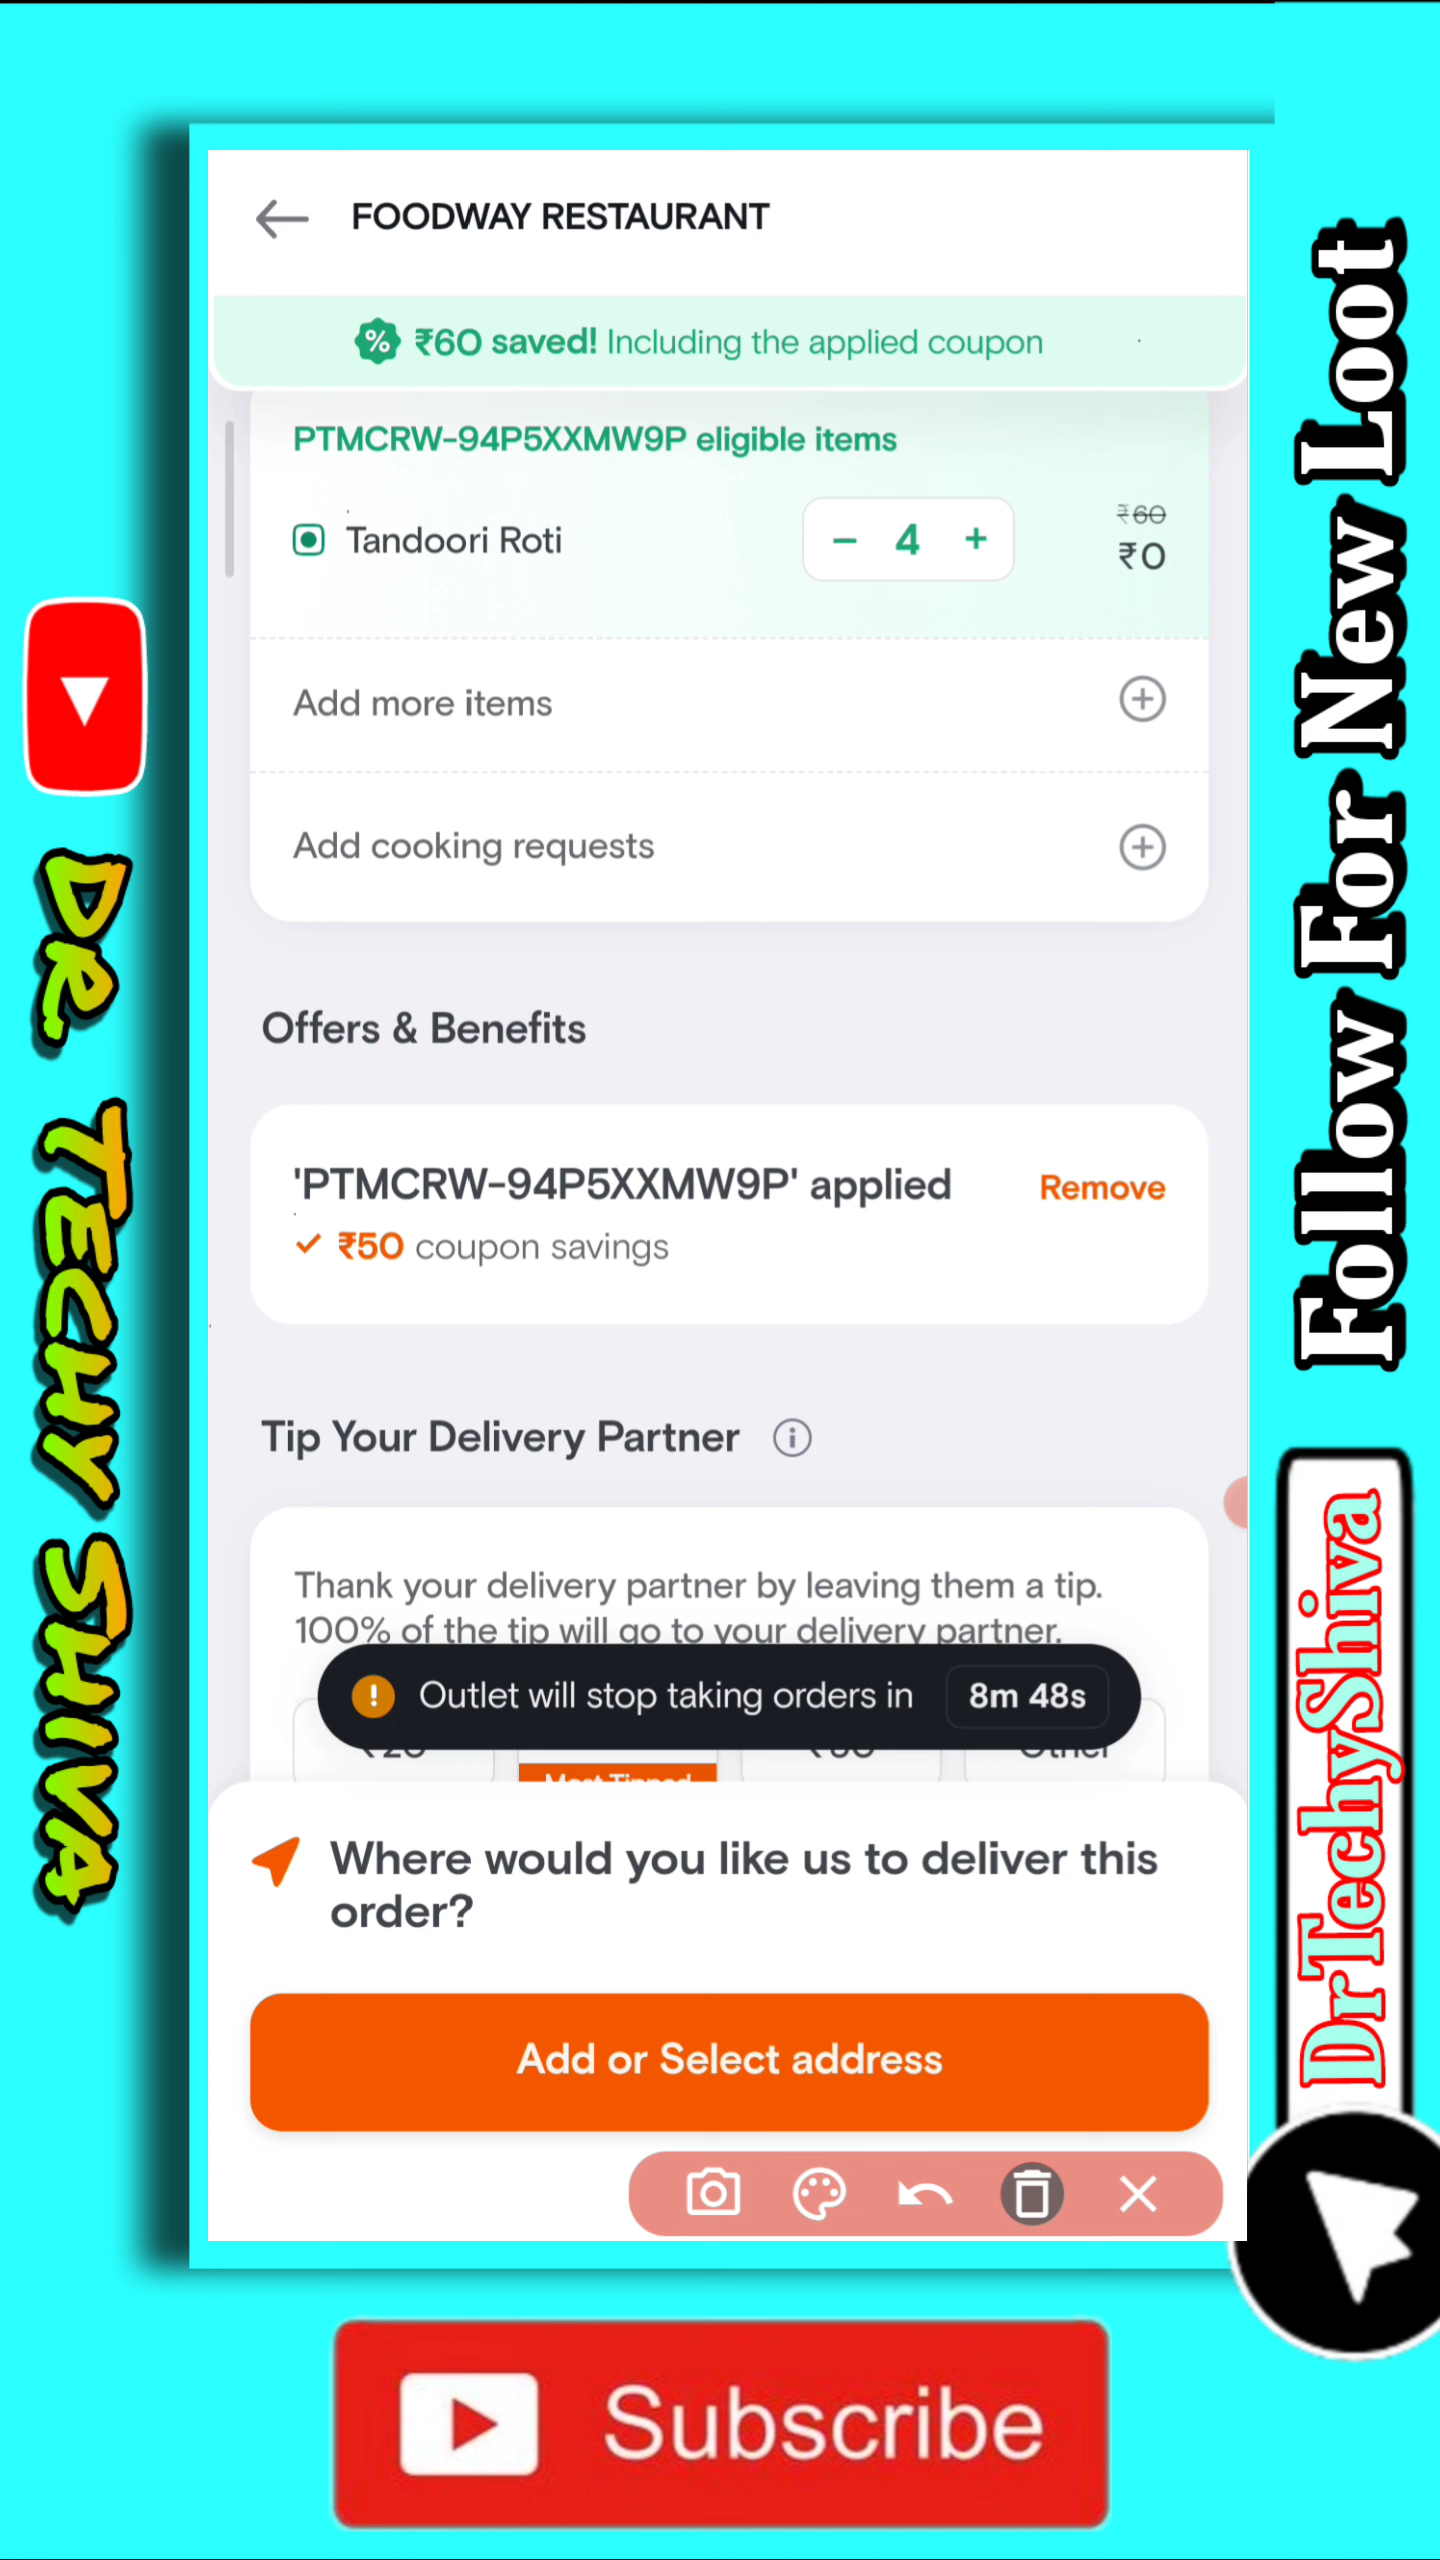 FOODWAY RESTAURANT
₹60 saved! Including the applied coupon
PTMCRW-94P5XXMW9P eligible items
Tandoori Roti
4
₹60
₹0
Add more items
Add cooking requests
Offers & Benefits
'PTMCRW-94P5XXMW9P' applied
Remove
₹50 coupon savings
Tip Your Delivery Partner
Thank your delivery partner by leaving them a tip.
100% of the tip will go to your delivery partner.
Outlet will stop taking orders in 8m 48s
Other
Most Tipped
Where would you like us to deliver this
order?
Add or Select address
Subscribe
DR. TECHY SHIVA
Follow For New Loot
DrTechyShiva